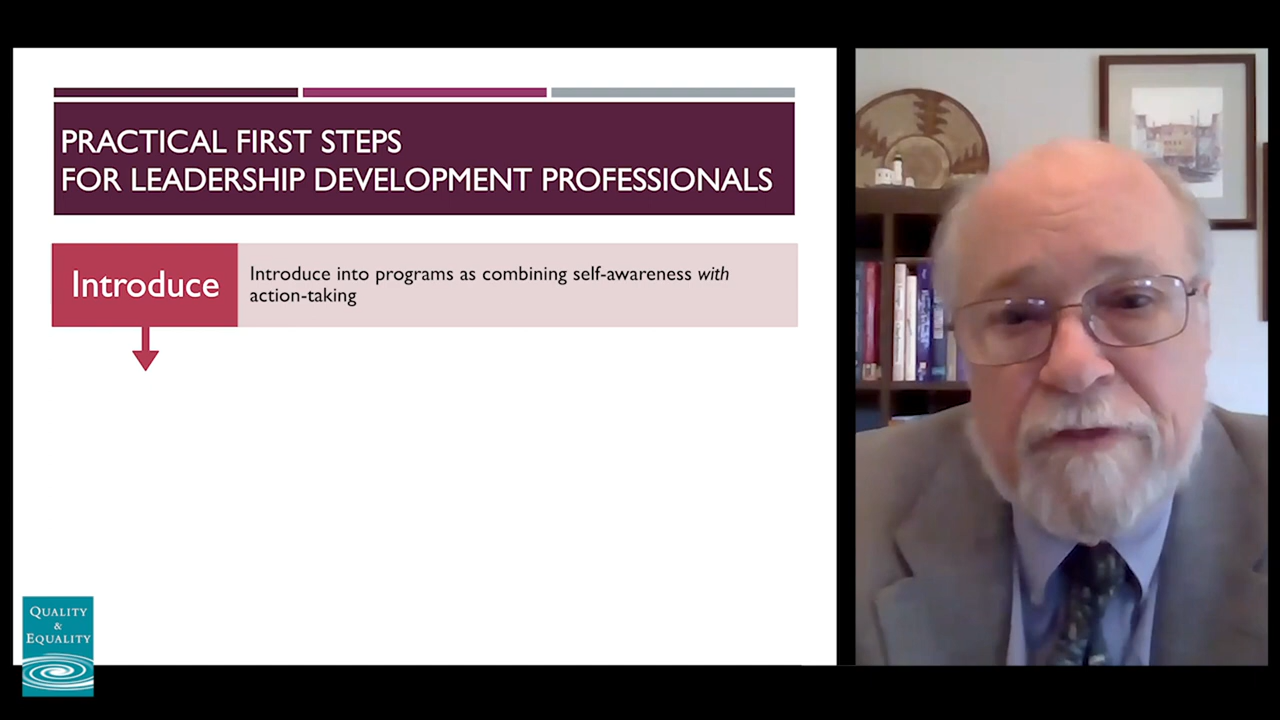 PRACTICAL FIRST STEPS
FOR LEADERSHIP DEVELOPMENT PROFESSIONALS
Introduce
Introduce into programs as combining self-awareness with
action-taking
QUALITY
&
EQUALITY